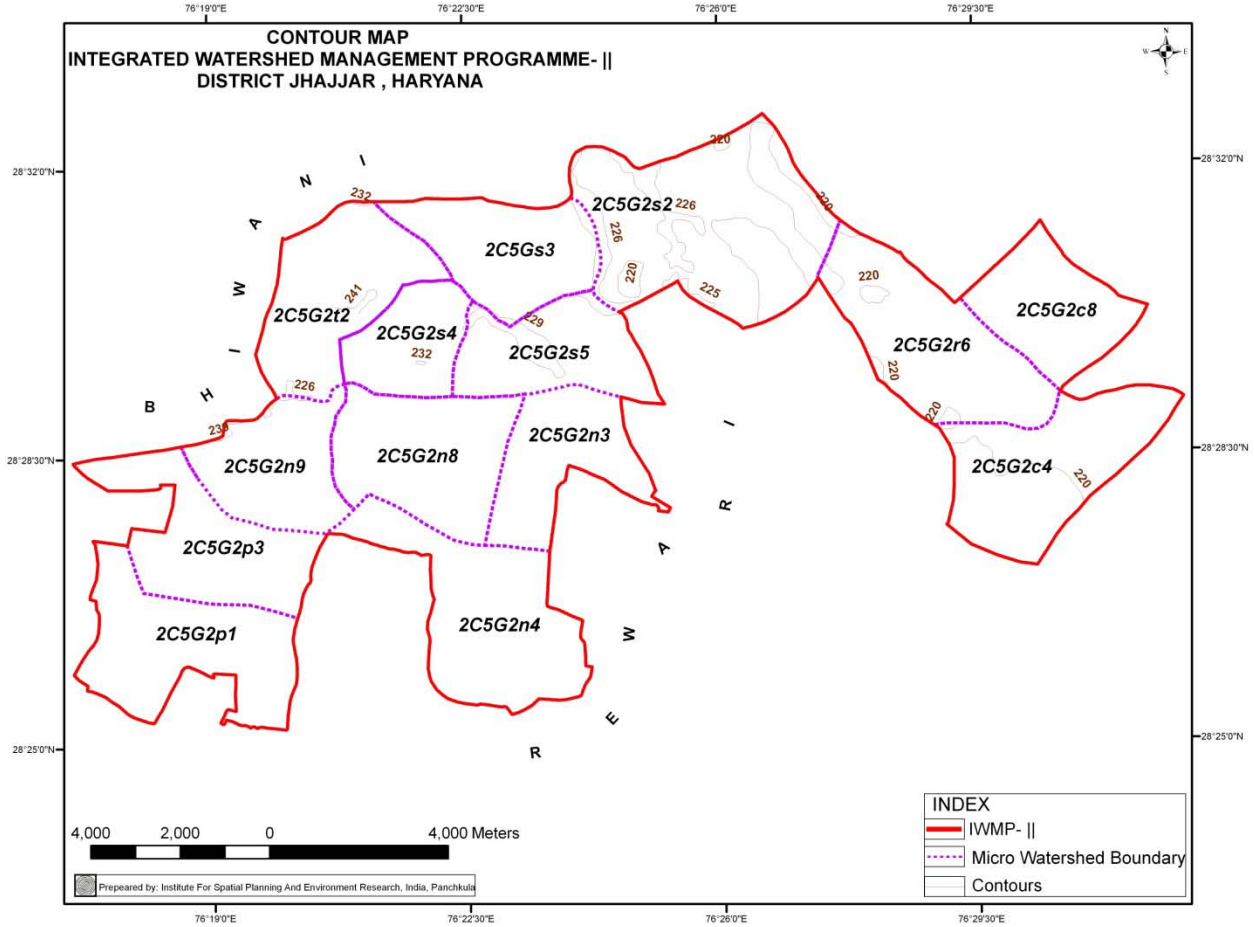 76°19'0"E 76°22'30"E 76°26'0"E 76°29'30"E
CONTOUR MAP
INTEGRATED WATERSHED MANAGEMENT PROGRAMME- ||
DISTRICT JHAJJAR , HARYANA
N
W E
S
28°32'0"N 28°32'0"N
BHIWANI
220
232
2C5G2s2
226
220
2C5Gs3
226
220
220
241
225
2C5G2t2
2C5G2c8
229
2C5G2s4
232
2C5G2s5
2C5G2r6
220
226
220
239
2C5G2n3
28°28'30"N 28°28'30"N
2C5G2n9
2C5G2n8
2C5G2c4
220
2C5G2p3
REWARI
2C5G2p1
2C5G2n4
28°25'0"N 28°25'0"N
4,000 2,000 0 4,000 Meters
Prepeared by: Institute For Spatial Planning And Environment Research, India, Panchkula
INDEX
IWMP- ||
Micro Watershed Boundary
Contours
76°19'0"E 76°22'30"E 76°26'0"E 76°29'30"E